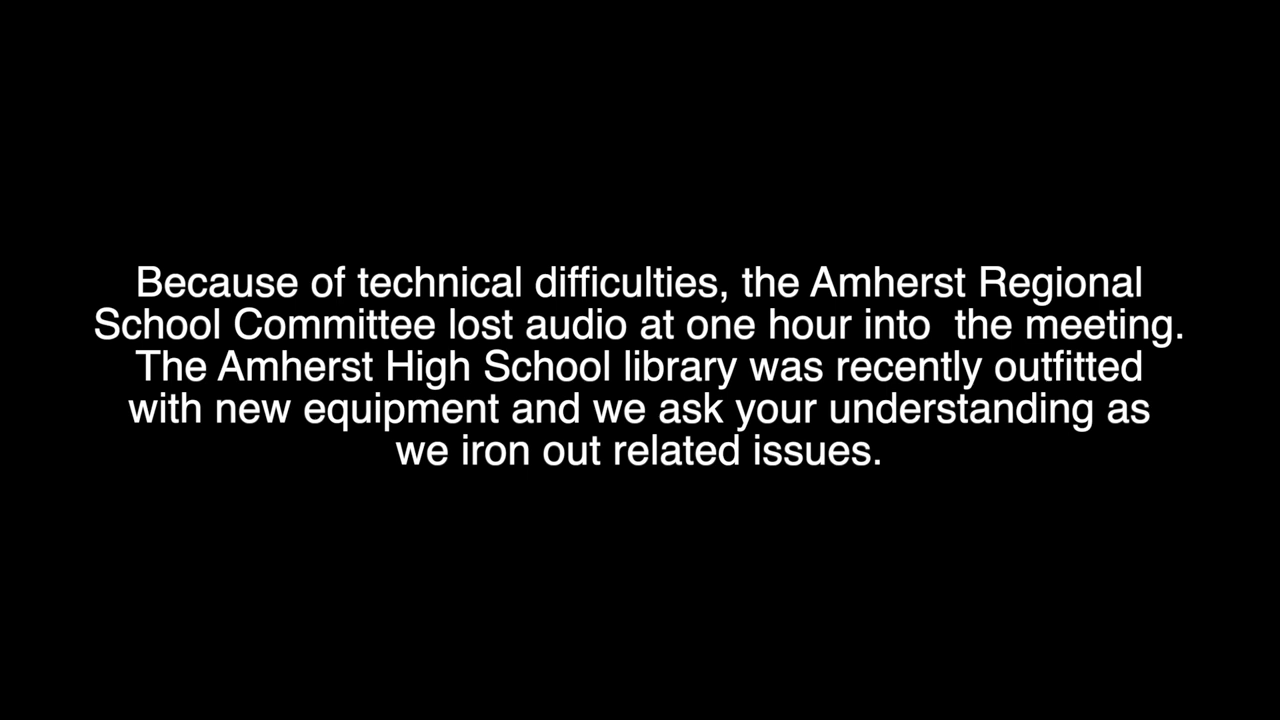 Because of technical difficulties, the Amherst Regional
School Committee lost audio at one hour into  the meeting.
The Amherst High School library was recently outfitted
with new equipment and we ask your understanding as
we iron out related issues.